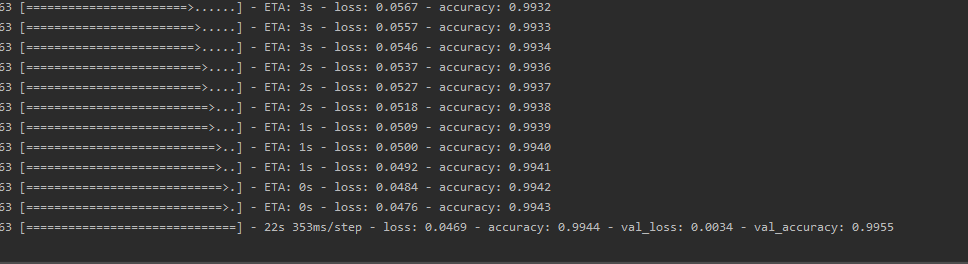 63 [========================>......] - ETA: 3s - loss: 0.0567 - accuracy: 0.9932
63 [=========================>.....] - ETA: 3s - loss: 0.0557 - accuracy: 0.9933
63 [=========================>.....] - ETA: 3s - loss: 0.0546 - accuracy: 0.9934
63 [==========================>....] - ETA: 2s - loss: 0.0537 - accuracy: 0.9936
63 [==========================>....] - ETA: 2s - loss: 0.0527 - accuracy: 0.9937
63 [===========================>...] - ETA: 2s - loss: 0.0518 - accuracy: 0.9938
63 [===========================>...] - ETA: 1s - loss: 0.0509 - accuracy: 0.9939
63 [============================>..] - ETA: 1s - loss: 0.0500 - accuracy: 0.9940
63 [============================>..] - ETA: 1s - loss: 0.0492 - accuracy: 0.9941
63 [=============================>.] - ETA: 0s - loss: 0.0484 - accuracy: 0.9942
63 [=============================>.] - ETA: 0s - loss: 0.0476 - accuracy: 0.9943
63 [==============================] - 22s 353ms/step - loss: 0.0469 - accuracy: 0.9944 - val_loss: 0.0034 - val_accuracy: 0.9955